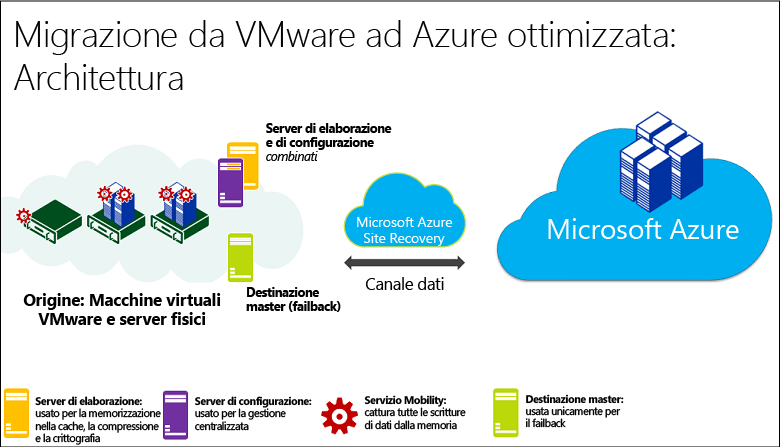 Migrazione da VMware ad Azure ottimizzata:
Architettura
Server di elaborazione
e di configurazione
combinati
Microsoft Azure
Site Recovery
Microsoft Azure
Canale dati
Origine: Macchine virtuali
VMware e server fisici
Destinazione
master (failback)
Server di elaborazione:
usato per la memorizzazione
nella cache, la compressione
e la crittografia
Server di configurazione:
usato per la gestione
centralizzata
Servizio Mobility:
cattura tutte le scritture
di dati dalla memoria
Destinazione master:
usata unicamente per
il failback